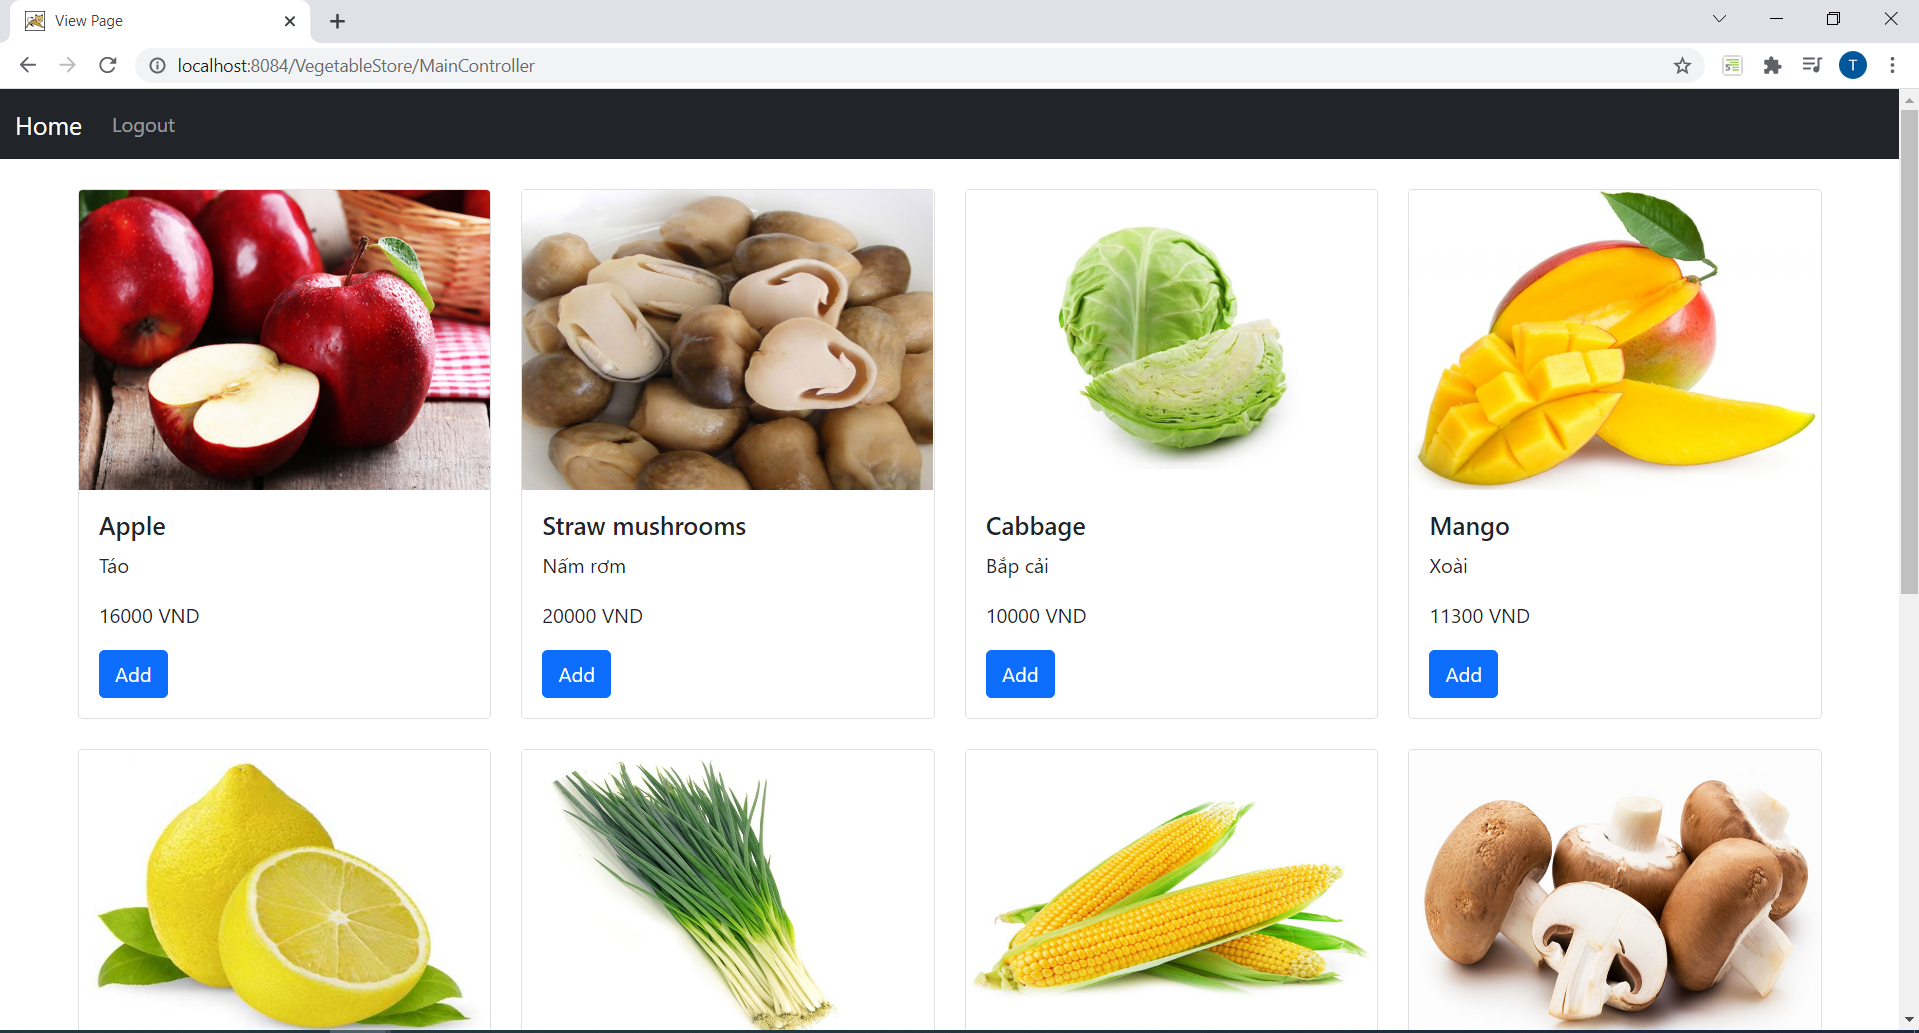 View Page
localhost:8084/VegetableStore/MainController
T
Home Logout
Apple
Táo
16000 VND
Add
Straw mushrooms
Nấm rơm
20000 VND
Add
Cabbage
Bắp cải
10000 VND
Add
Mango
Xoài
11300 VND
Add